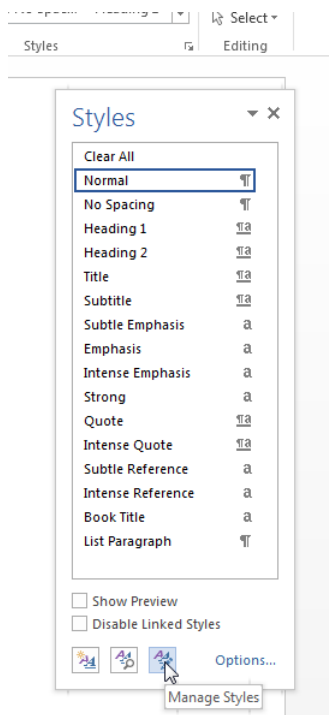 Select
Styles
Editing
Styles
Clear All
Normal ¶
No Spacing ¶
Heading 1 ¶a
Heading 2 ¶a
Title ¶a
Subtitle ¶a
Subtle Emphasis a
Emphasis a
Intense Emphasis a
Strong a
Quote ¶a
Intense Quote ¶a
Subtle Reference a
Intense Reference a
Book Title a
List Paragraph ¶
Show Preview
Disable Linked Styles
Options...
Manage Styles